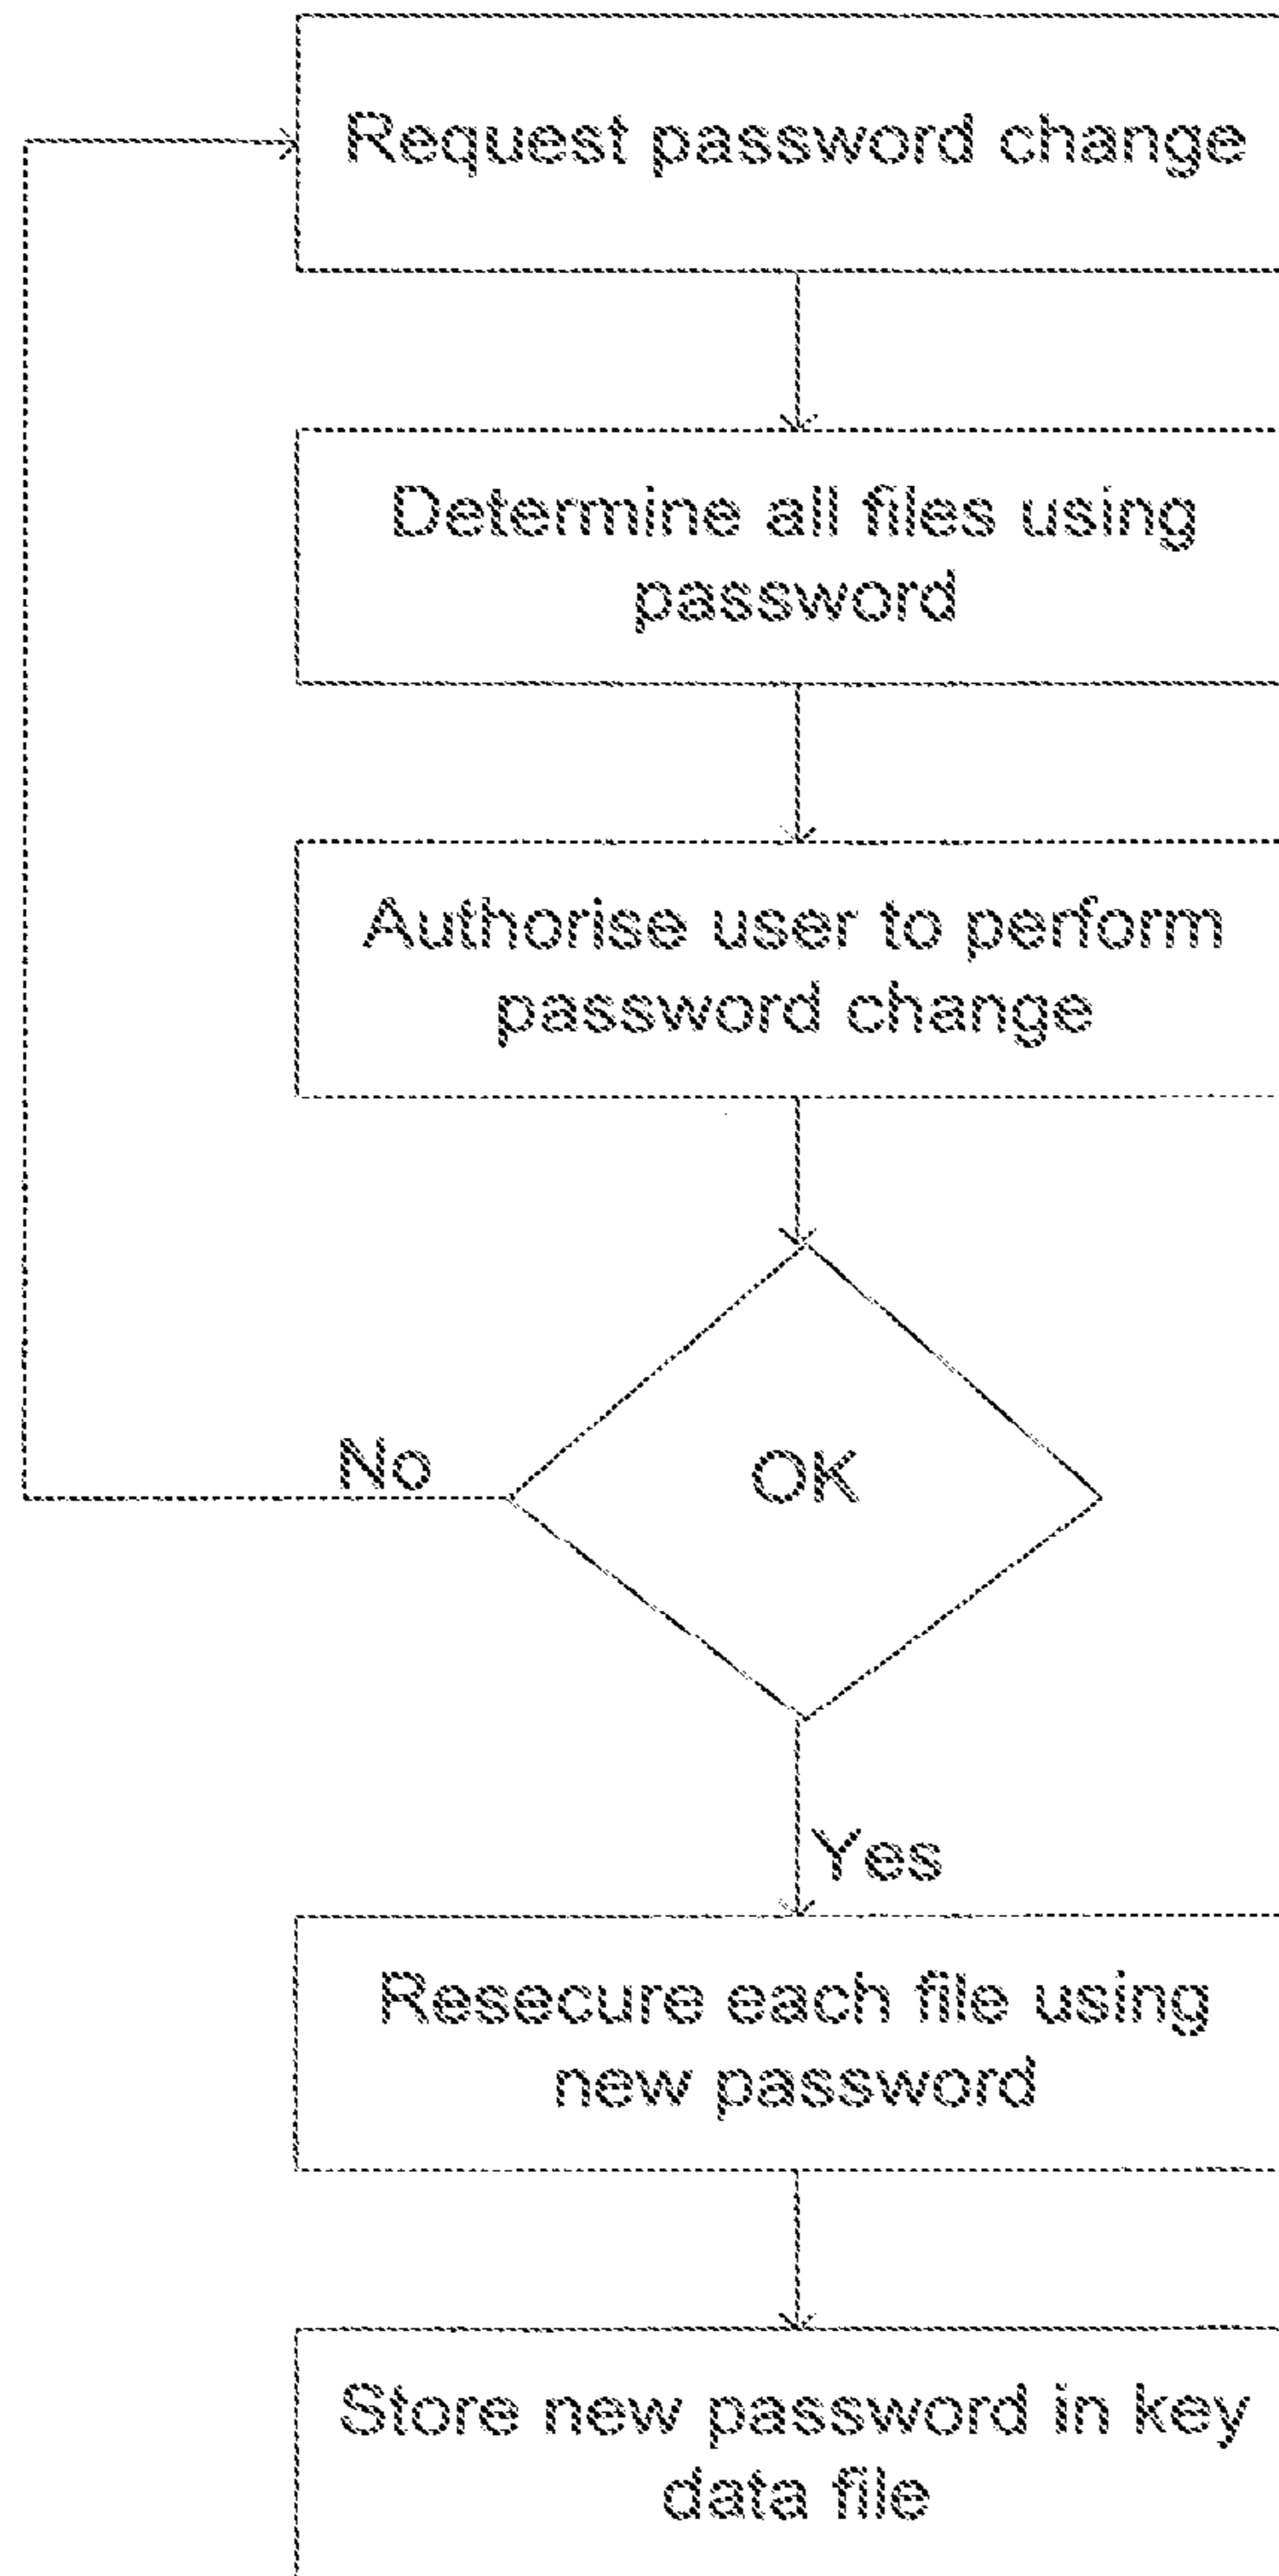 Request password change
Determine all files using
password
Authorise user to perform
password change
OK
No
Yes
Resecure each file using
new password
Store new password in key
data file